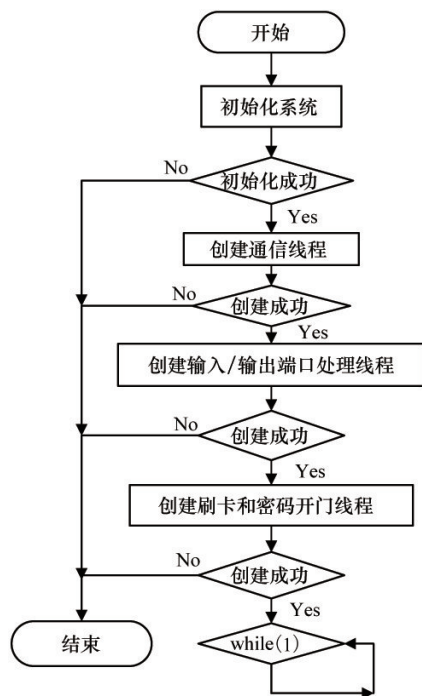 开始
初始化系统
No
初始化成功
Yes
创建通信线程
No
创建成功
Yes
创建输入/输出端口处理线程
No
创建成功
Yes
创建刷卡和密码开门线程
No
创建成功
Yes
结束
while(1)